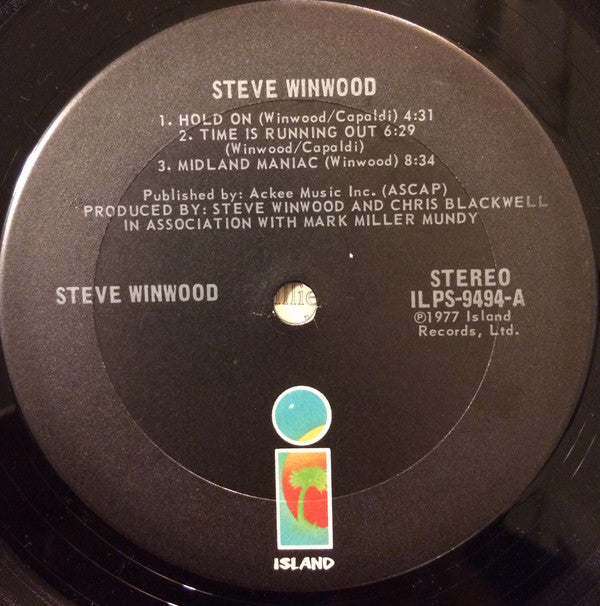 STEVE WINWOOD
1. HOLD ON (Winwood/Capaldi) 4:31
2. TIME IS RUNNING OUT 6:29
(Winwood/Capaldi)
3. MIDLAND MANIAC (Winwood) 8:34
Published by: Ackee Music Inc. (ASCAP)
PRODUCED BY: STEVE WINWOOD AND CHRIS BLACKWELL
IN ASSOCIATION WITH MARK MILLER MUNDY
STEVE WINWOOD
STEREO
ILPS-9494-A
℗1977 Island
Records, Ltd.
ISLAND